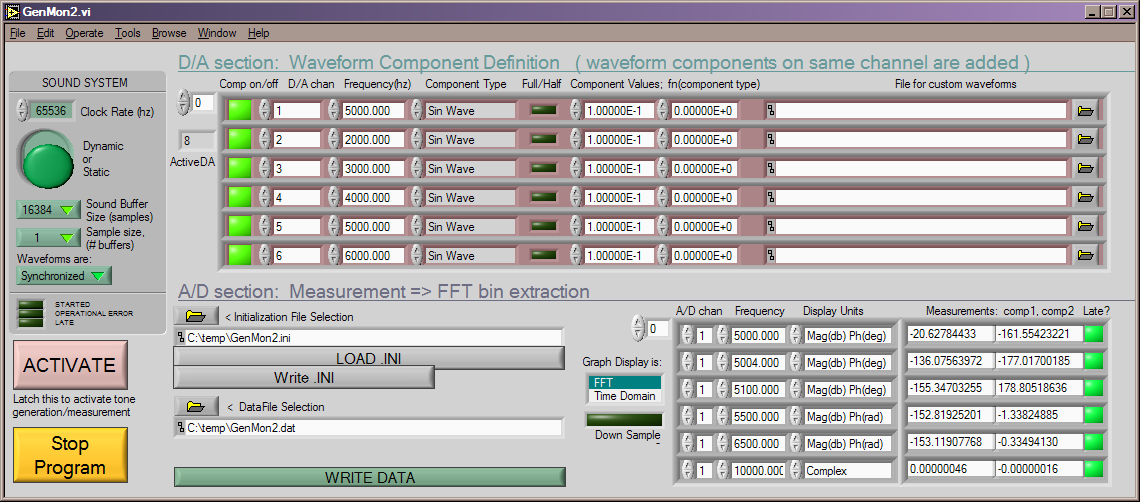 GenMon2.vi
File Edit Operate Tools Browse Window Help
D/A section: Waveform Component Definition ( waveform components on same channel are added )
SOUND SYSTEM
65536 Clock Rate (hz)
Dynamic
or
Static
16384 Sound Buffer
Size (samples)
1 Sample size,
(# buffers)
Waveforms are:
Synchronized
STARTED
OPERATIONAL ERROR
LATE
ACTIVATE
Latch this to activate tone
generation/measurement
Stop
Program
0
8
ActiveDA
Comp on/off D/A chan Frequency(hz) Component Type Full/Half Component Values; fn(component type) File for custom waveforms
1 5000.000 Sin Wave 1.00000E-1 0.00000E+0
2 2000.000 Sin Wave 1.00000E-1 0.00000E+0
3 3000.000 Sin Wave 1.00000E-1 0.00000E+0
4 4000.000 Sin Wave 1.00000E-1 0.00000E+0
5 5000.000 Sin Wave 1.00000E-1 0.00000E+0
6 6000.000 Sin Wave 1.00000E-1 0.00000E+0
A/D section: Measurement => FFT bin extraction
< Initialization File Selection
C:\temp\GenMon2.ini
LOAD .INI
Write .INI
< DataFile Selection
C:\temp\GenMon2.dat
WRITE DATA
0
Graph Display is:
FFT
Time Domain
Down Sample
A/D chan Frequency Display Units Measurements: comp1, comp2 Late?
1 5000.000 Mag(db) Ph(deg) -20.62784433 -161.55423221
1 5004.000 Mag(db) Ph(deg) -136.07563972 -177.01700185
1 5100.000 Mag(db) Ph(deg) -155.34703255 178.80518636
1 5500.000 Mag(db) Ph(rad) -152.81925201 -1.33824885
1 6500.000 Mag(db) Ph(rad) -153.11907768 -0.33494130
1 10000.000 Complex 0.00000046 -0.00000016